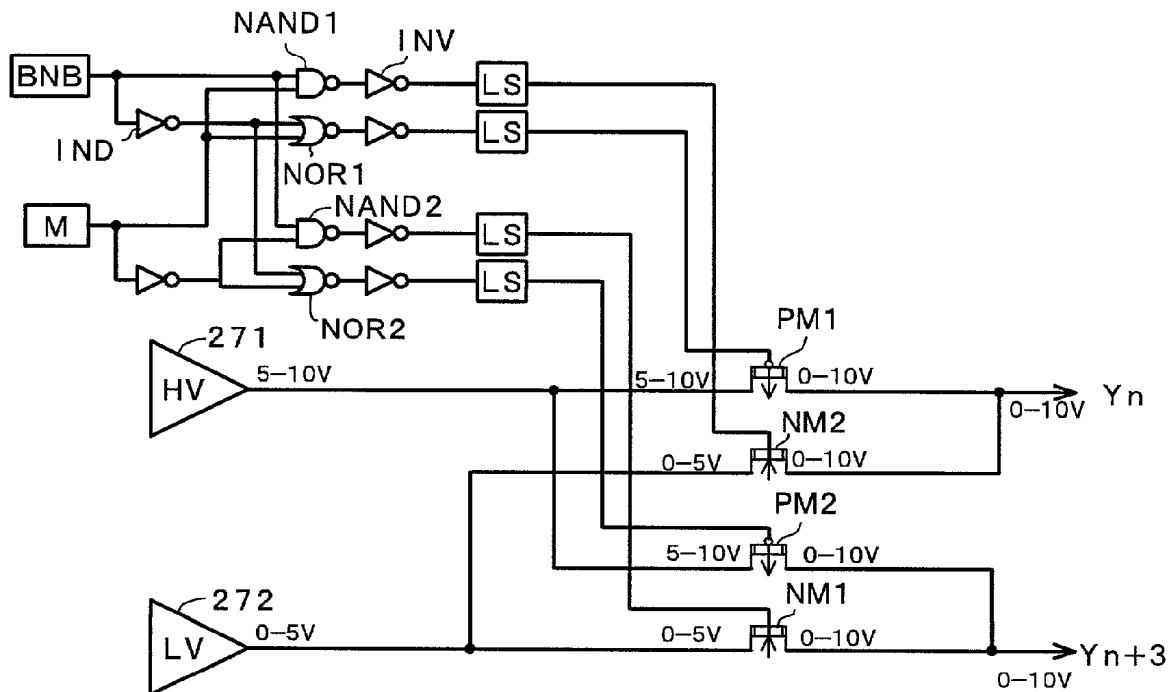 NAND1
INV
BNB
LS
IND
LS
NOR1
NAND2
M
LS
LS
NOR2
PM1
271
HV
5-10V
5-10V
0-10V
0-10V
Yn
NM2
0-5V
0-10V
PM2
5-10V
0-10V
272
NM1
LV
0-5V
0-5V
0-10V
Yn+3
0-10V